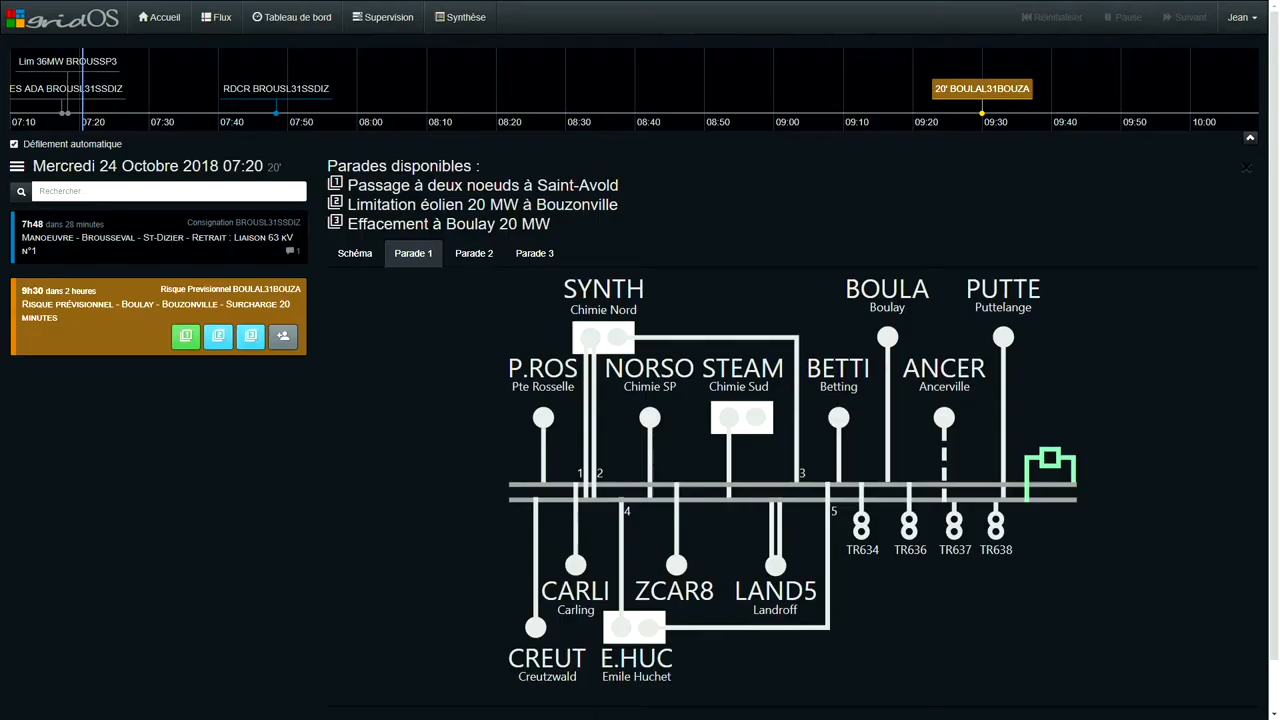 gridOS
Accueil
Flux
Tableau de bord
Supervision
Synthèse
Réinitialiser
Pause
Suivant
Jean
Lim 36MW BROUSSP3
ES ADA BROUSL31SSDIZ
RDCR BROUSL31SSDIZ
20' BOULAL31BOUZA
07:10 07:20 07:30 07:40 07:50 08:00 08:10 08:20 08:30 08:40 08:50 09:00 09:10 09:20 09:30 09:40 09:50 10:00
Défilement automatique
Mercredi 24 Octobre 2018 07:20 20'
Rechercher
7h48 dans 28 minutes
Consignation BROUSL31SSDIZ
Manoeuvre - Brousseval - St-Dizier - Retrait : Liaison 63 kV
n°1
1
9h30 dans 2 heures
Risque Previsionnel BOULAL31BOUZA
Risque prévisionnel - Boulay - Bouzonville - Surcharge 20
minutes
1 2 3
Parades disponibles :
1 Passage à deux noeuds à Saint-Avold
2 Limitation éolien 20 MW à Bouzonville
3 Effacement à Boulay 20 MW
Schéma
Parade 1
Parade 2
Parade 3
SYNTH
Chimie Nord
BOULA
Boulay
PUTTE
Puttelange
P.ROS
Pte Rosselle
NORSO
Chimie SP
STEAM
Chimie Sud
BETTI
Betting
ANCER
Ancerville
1 2 3
4 5
TR634 TR636 TR637 TR638
CARLI
Carling
ZCAR8
LAND5
Landroff
CREUT
Creutzwald
E.HUC
Emile Huchet